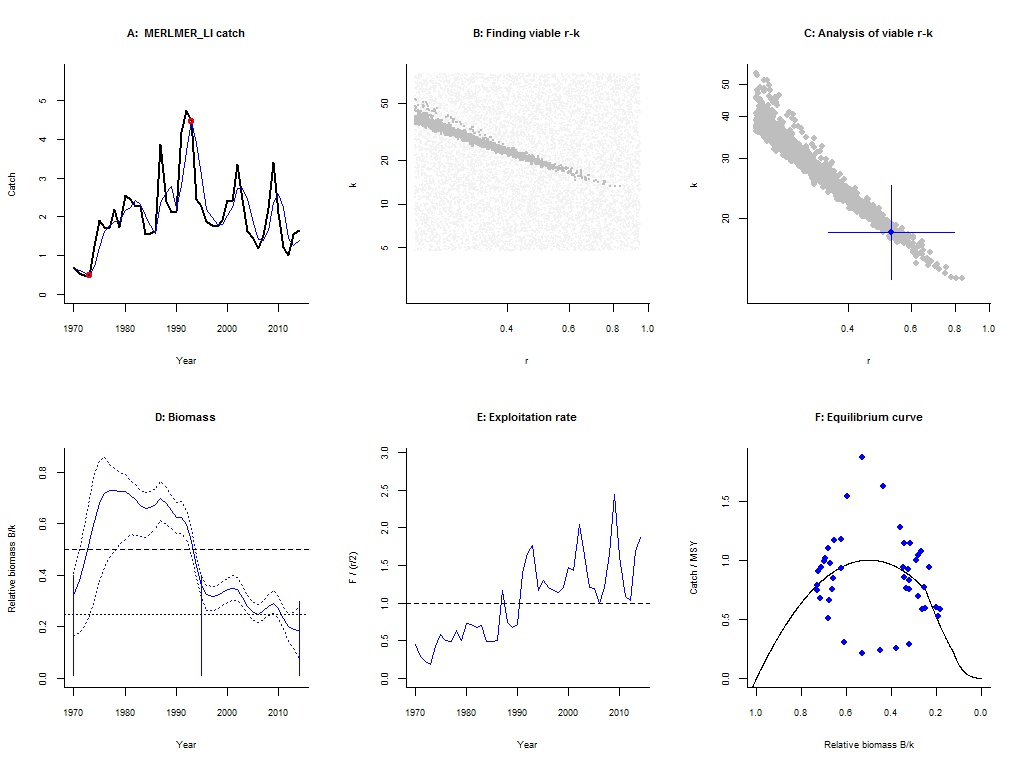 A: MERLMER_LI catch
B: Finding viable r-k
C: Analysis of viable r-k
Catch
0 1 2 3 4 5
1970 1980 1990 2000 2010
Year
k
5 10 20 50
0.4 0.6 0.8 1.0
r
k
20 30 40 50
0.4 0.6 0.8 1.0
r
D: Biomass
E: Exploitation rate
F: Equilibrium curve
Relative biomass B/k
0.0 0.2 0.4 0.6 0.8
1970 1980 1990 2000 2010
Year
F / (r/2)
0.0 0.5 1.0 1.5 2.0 2.5 3.0
1970 1980 1990 2000 2010
Year
Catch / MSY
0.0 0.5 1.0 1.5
1.0 0.8 0.6 0.4 0.2 0.0
Relative biomass B/k